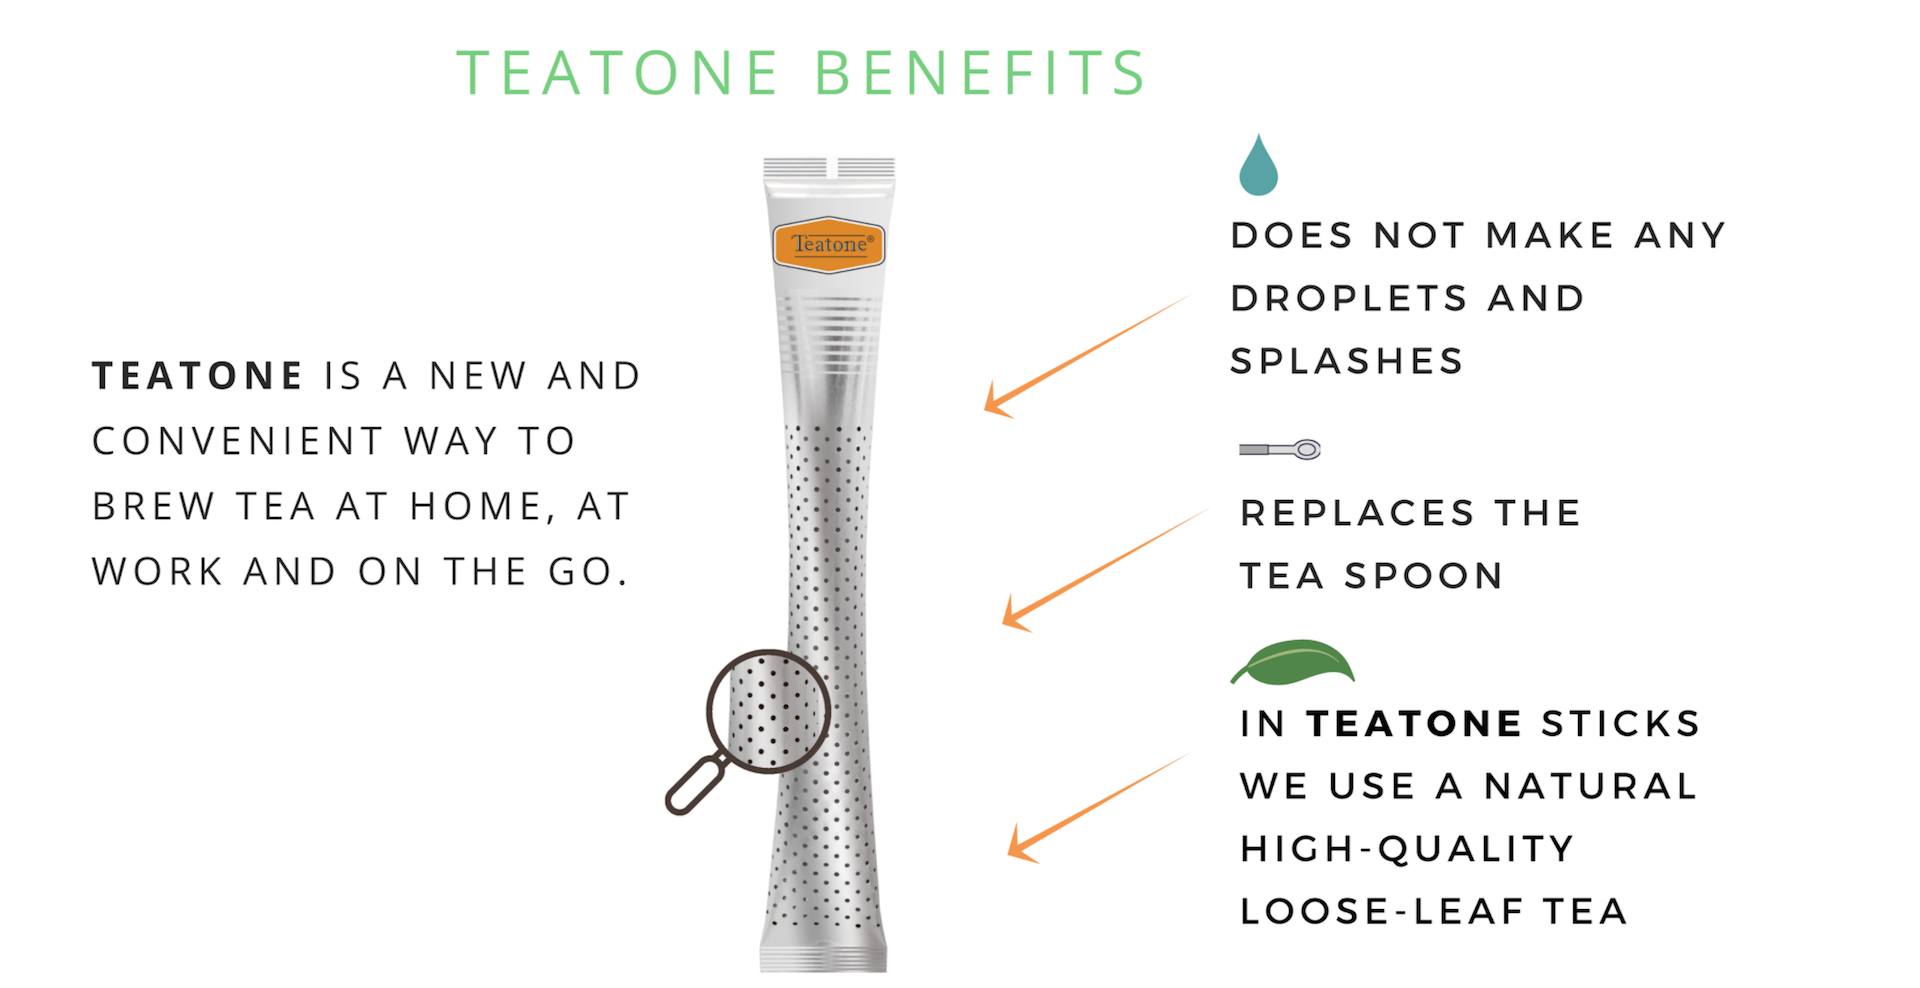 TEATONE BENEFITS
Teatone®
TEATONE IS A NEW AND
CONVENIENT WAY TO
BREW TEA AT HOME, AT
WORK AND ON THE GO.
DOES NOT MAKE ANY
DROPLETS AND
SPLASHES
REPLACES THE
TEA SPOON
IN TEATONE STICKS
WE USE A NATURAL
HIGH-QUALITY
LOOSE-LEAF TEA